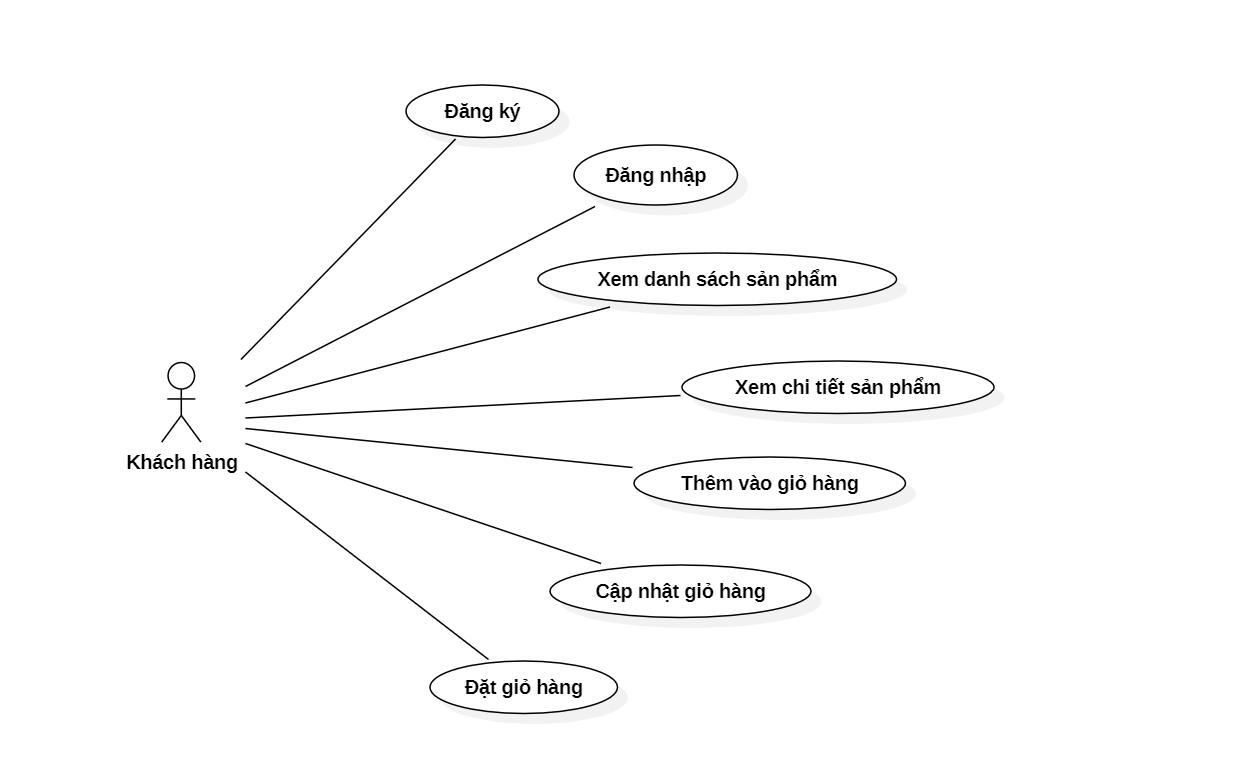 Đăng ký
Đăng nhập
Xem danh sách sản phẩm
Xem chi tiết sản phẩm
Khách hàng
Thêm vào giỏ hàng
Cập nhật giỏ hàng
Đặt giỏ hàng